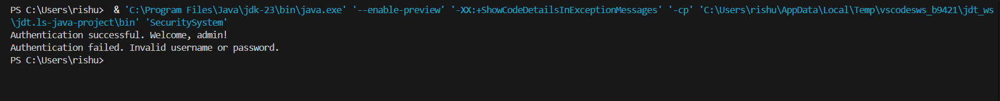 PS C:\Users\rishu>  & 'C:\Program Files\Java\jdk-23\bin\java.exe' '--enable-preview' '-XX:+ShowCodeDetailsInExceptionMessages' '-cp' 'C:\Users\rishu\AppData\Local\Temp\vscodesws_b9421\jdt_ws
\jdt.ls-java-project\bin' 'SecuritySystem'
Authentication successful. Welcome, admin!
Authentication failed. Invalid username or password.
PS C:\Users\rishu>